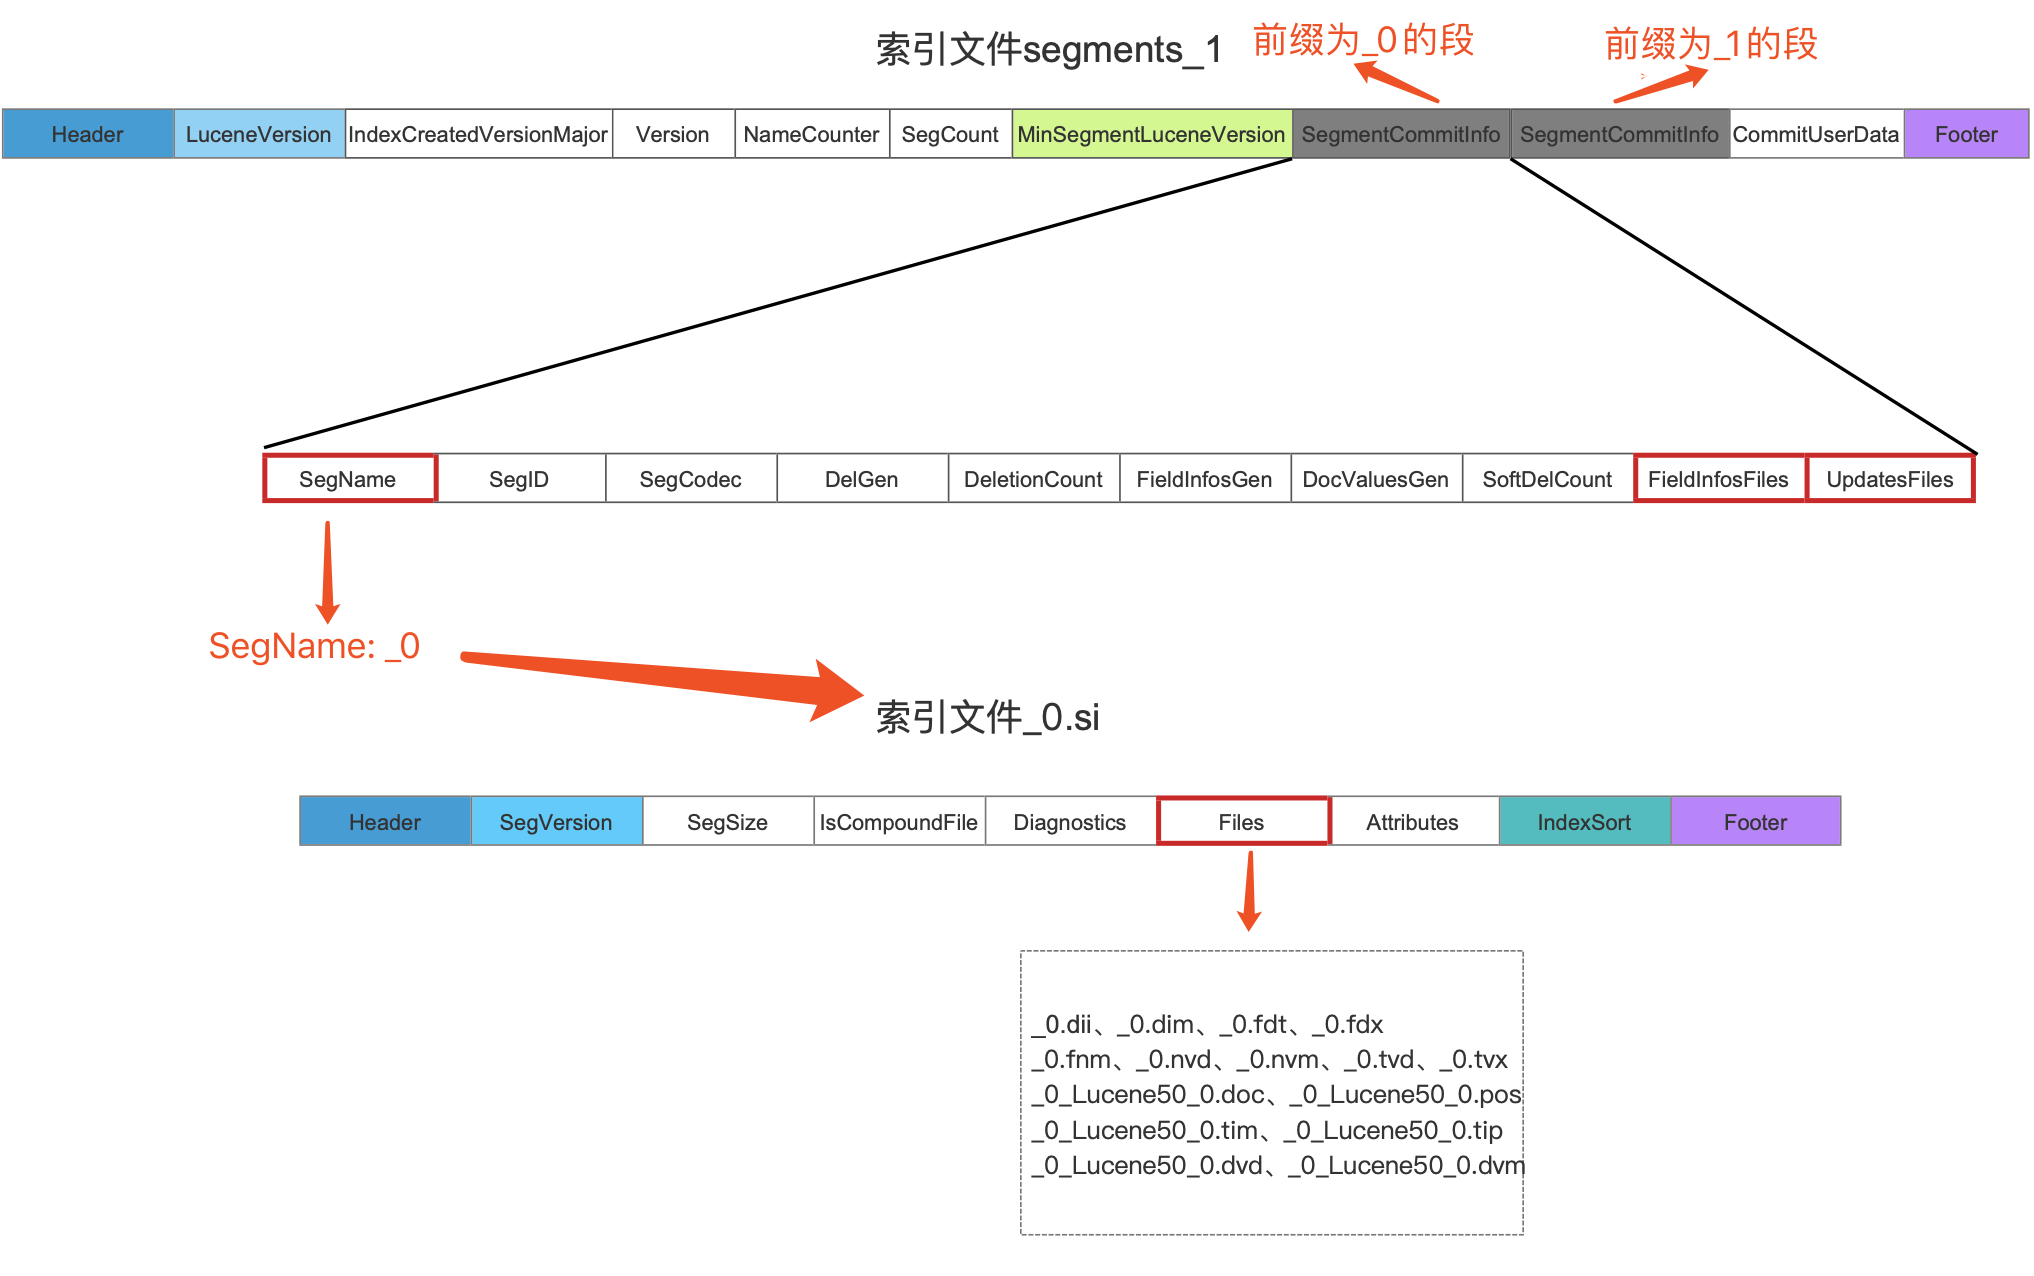 索引文件segments_1
前缀为_0的段
前缀为_1的段
Header
LuceneVersion
IndexCreatedVersionMajor
Version
NameCounter
SegCount
MinSegmentLuceneVersion
SegmentCommitInfo
SegmentCommitInfo
CommitUserData
Footer
SegName
SegID
SegCodec
DelGen
DeletionCount
FieldInfosGen
DocValuesGen
SoftDelCount
FieldInfosFiles
UpdatesFiles
SegName: _0
索引文件_0.si
Header
SegVersion
SegSize
IsCompoundFile
Diagnostics
Files
Attributes
IndexSort
Footer
_0.dii、_0.dim、_0.fdt、_0.fdx
_0.fnm、_0.nvd、_0.nvm、_0.tvd、_0.tvx
_0_Lucene50_0.doc、_0_Lucene50_0.pos
_0_Lucene50_0.tim、_0_Lucene50_0.tip
_0_Lucene50_0.dvd、_0_Lucene50_0.dvm